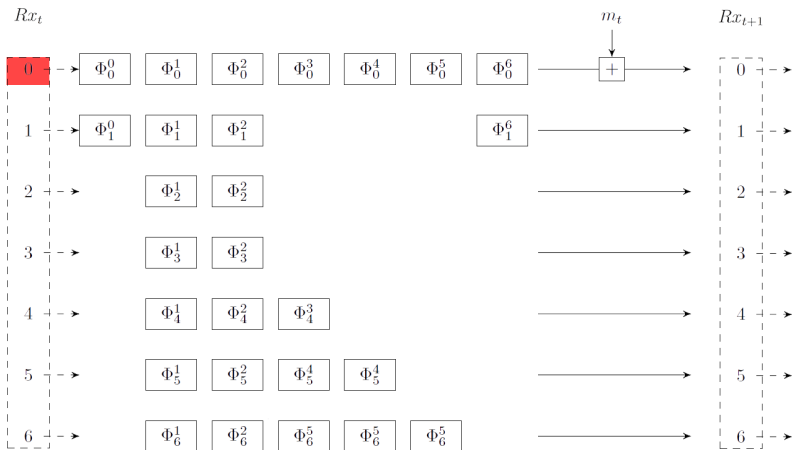 Rx_t m_t Rx_{t+1}
0 Φ_0^0 Φ_0^1 Φ_0^2 Φ_0^3 Φ_0^4 Φ_0^5 Φ_0^6 + 0
1 Φ_1^0 Φ_1^1 Φ_1^2 Φ_1^6 1
2 Φ_2^1 Φ_2^2 2
3 Φ_3^1 Φ_3^2 3
4 Φ_4^1 Φ_4^2 Φ_4^3 4
5 Φ_5^1 Φ_5^2 Φ_5^4 Φ_5^4 5
6 Φ_6^1 Φ_6^2 Φ_6^5 Φ_6^5 Φ_6^5 6